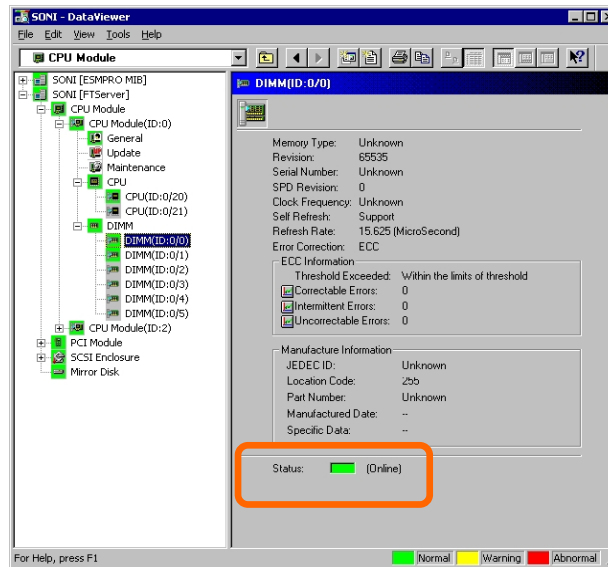 SONI - DataViewer
File Edit View Tools Help
CPU Module
SONI [ESMPRO MIB]
SONI [FTServer]
CPU Module
CPU Module(ID:0)
General
Update
Maintenance
CPU
CPU(ID:0/20)
CPU(ID:0/21)
DIMM
DIMM(ID:0/0)
DIMM(ID:0/1)
DIMM(ID:0/2)
DIMM(ID:0/3)
DIMM(ID:0/4)
DIMM(ID:0/5)
CPU Module(ID:2)
PCI Module
SCSI Enclosure
Mirror Disk
DIMM(ID:0/0)
Memory Type: Unknown
Revision: 65535
Serial Number: Unknown
SPD Revision: 0
Clock Frequency: Unknown
Self Refresh: Support
Refresh Rate: 15.625 (MicroSecond)
Error Correction: ECC
ECC Information
Threshold Exceeded: Within the limits of threshold
Correctable Errors: 0
Intermittent Errors: 0
Uncorrectable Errors: 0
Manufacture Information
JEDEC ID: Unknown
Location Code: 255
Part Number: Unknown
Manufactured Date: --
Specific Data: --
Status: (Online)
For Help, press F1
Normal Warning Abnormal